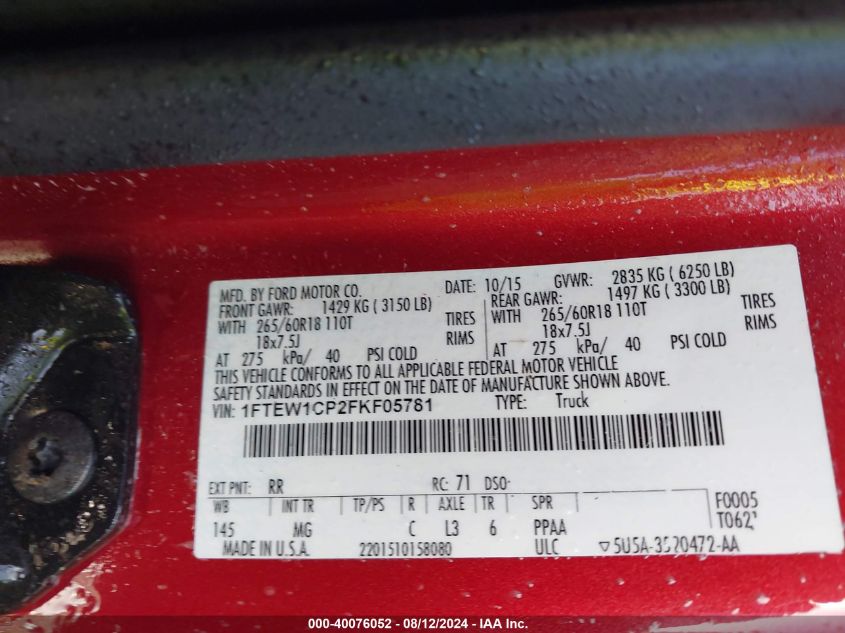 MFD. BY FORD MOTOR CO. DATE: 10/15 GVWR: 2835 KG ( 6250 LB)
FRONT GAWR: 1429 KG ( 3150 LB) REAR GAWR: 1497 KG ( 3300 LB)
WITH 265/60R18 110T TIRES WITH 265/60R18 110T TIRES
18x7.5J RIMS 18x7.5J RIMS
AT 275 kPa/ 40 PSI COLD AT 275 kPa/ 40 PSI COLD
THIS VEHICLE CONFORMS TO ALL APPLICABLE FEDERAL MOTOR VEHICLE
SAFETY STANDARDS IN EFFECT ON THE DATE OF MANUFACTURE SHOWN ABOVE.
VIN: 1FTEW1CP2FKF05781 TYPE: Truck
EXT PNT: RR RC: 71 DSO:
WB INT TR TP/PS R AXLE TR SPR F0005
145 MG C L3 6 PPAA
MADE IN U.S.A. 2201510158080 ULC
000-40076052 - 08/12/2024 - IAA Inc.